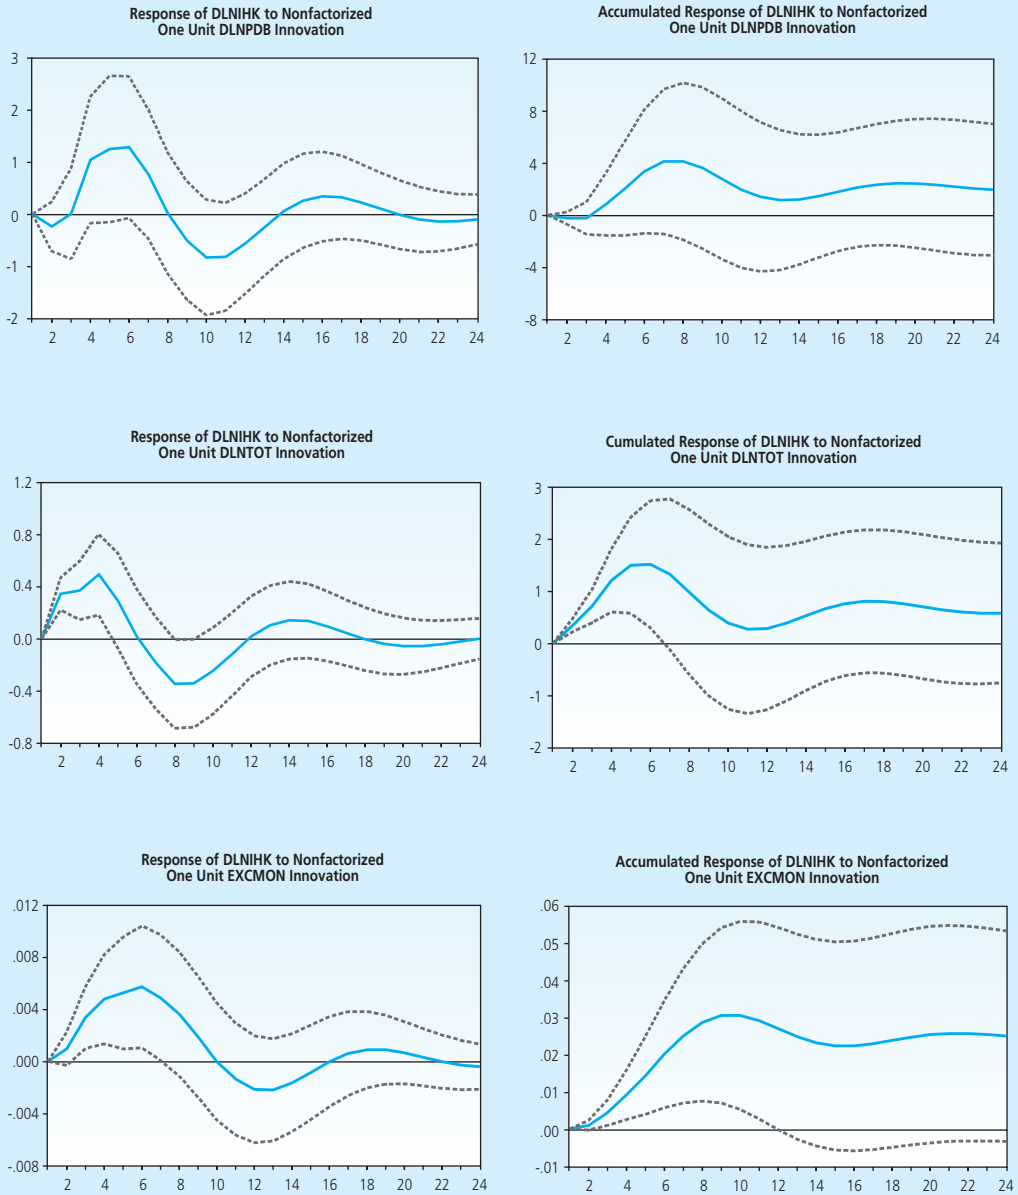 Response of DLNIHK to Nonfactorized
One Unit DLNPDB Innovation
3
2
1
0
-1
-2
2 4 6 8 10 12 14 16 18 20 22 24
Accumulated Response of DLNIHK to Nonfactorized
One Unit DLNPDB Innovation
12
8
4
0
-4
-8
2 4 6 8 10 12 14 16 18 20 22 24
Response of DLNIHK to Nonfactorized
One Unit DLNTOT Innovation
1.2
0.8
0.4
0.0
-0.4
-0.8
2 4 6 8 10 12 14 16 18 20 22 24
Cumulated Response of DLNIHK to Nonfactorized
One Unit DLNTOT Innovation
3
2
1
0
-1
-2
2 4 6 8 10 12 14 16 18 20 22 24
Response of DLNIHK to Nonfactorized
One Unit EXCMON Innovation
.012
.008
.004
.000
-.004
-.008
2 4 6 8 10 12 14 16 18 20 22 24
Accumulated Response of DLNIHK to Nonfactorized
One Unit EXCMON Innovation
.06
.05
.04
.03
.02
.01
.00
-.01
2 4 6 8 10 12 14 16 18 20 22 24